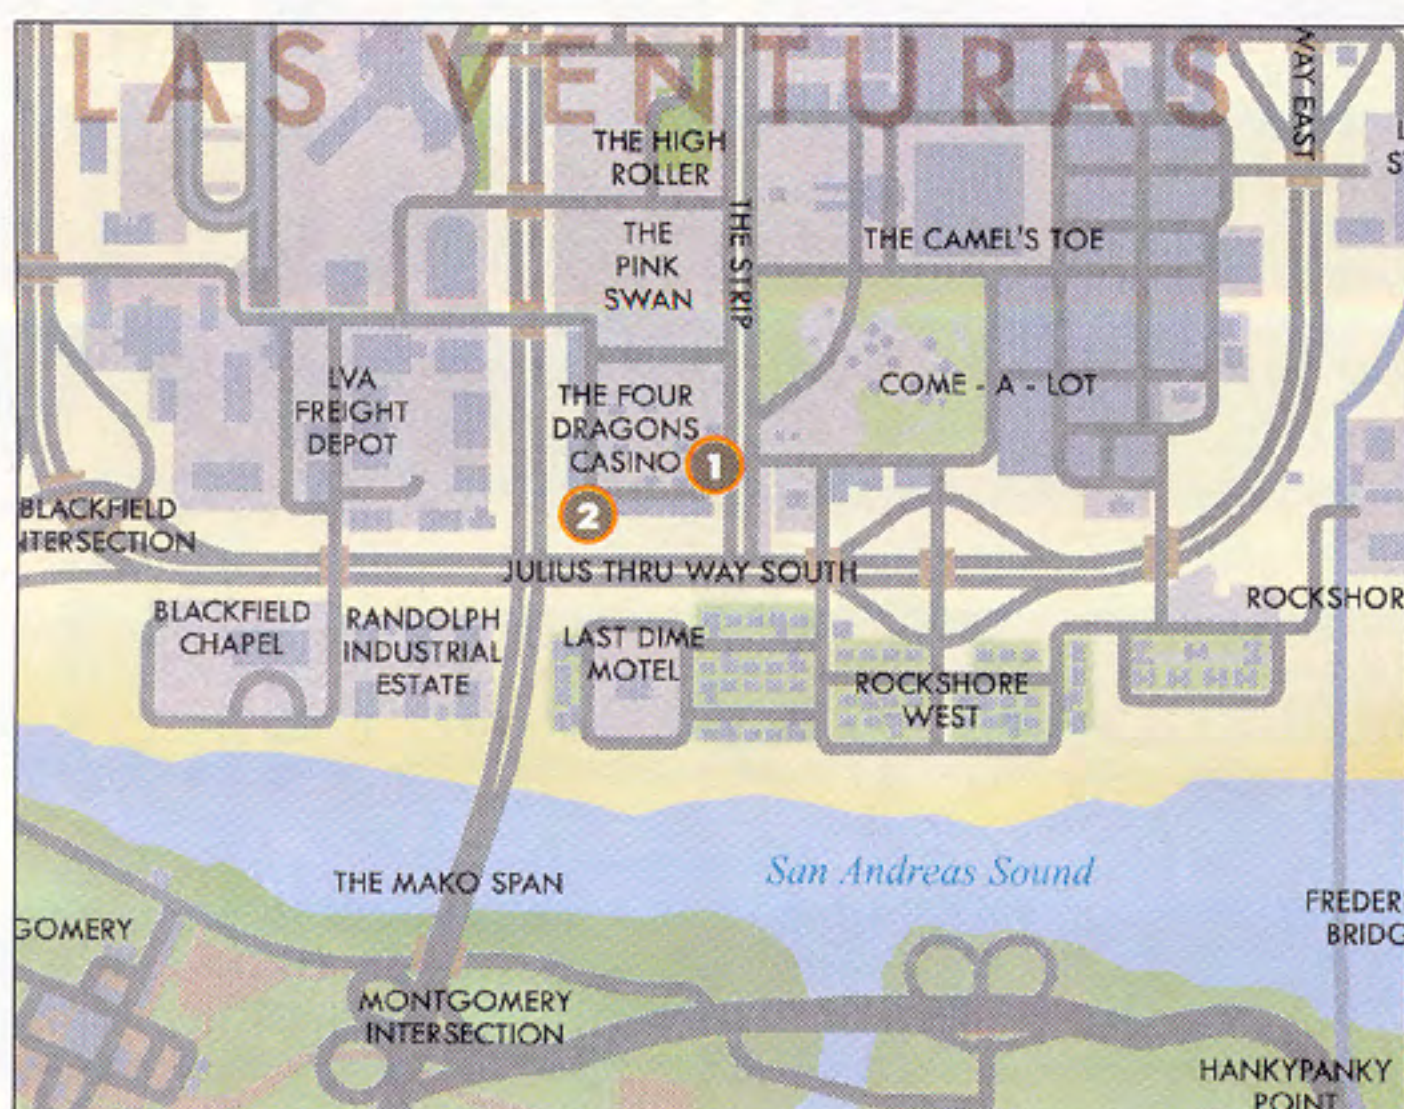 LAS VENTURAS
WAY EAST
THE HIGH
ROLLER
THE STRIP
THE
PINK
SWAN
THE CAMEL'S TOE
LVA
FREIGHT
DEPOT
THE FOUR
DRAGONS
CASINO
1
2
COME - A - LOT
BLACKFIELD
INTERSECTION
JULIUS THRU WAY SOUTH
BLACKFIELD
CHAPEL
RANDOLPH
INDUSTRIAL
ESTATE
LAST DIME
MOTEL
ROCKSHORE
WEST
ROCKSHOR
THE MAKO SPAN
San Andreas Sound
FREDER
BRIDG
GOMERY
MONTGOMERY
INTERSECTION
HANKYPANKY
POINT